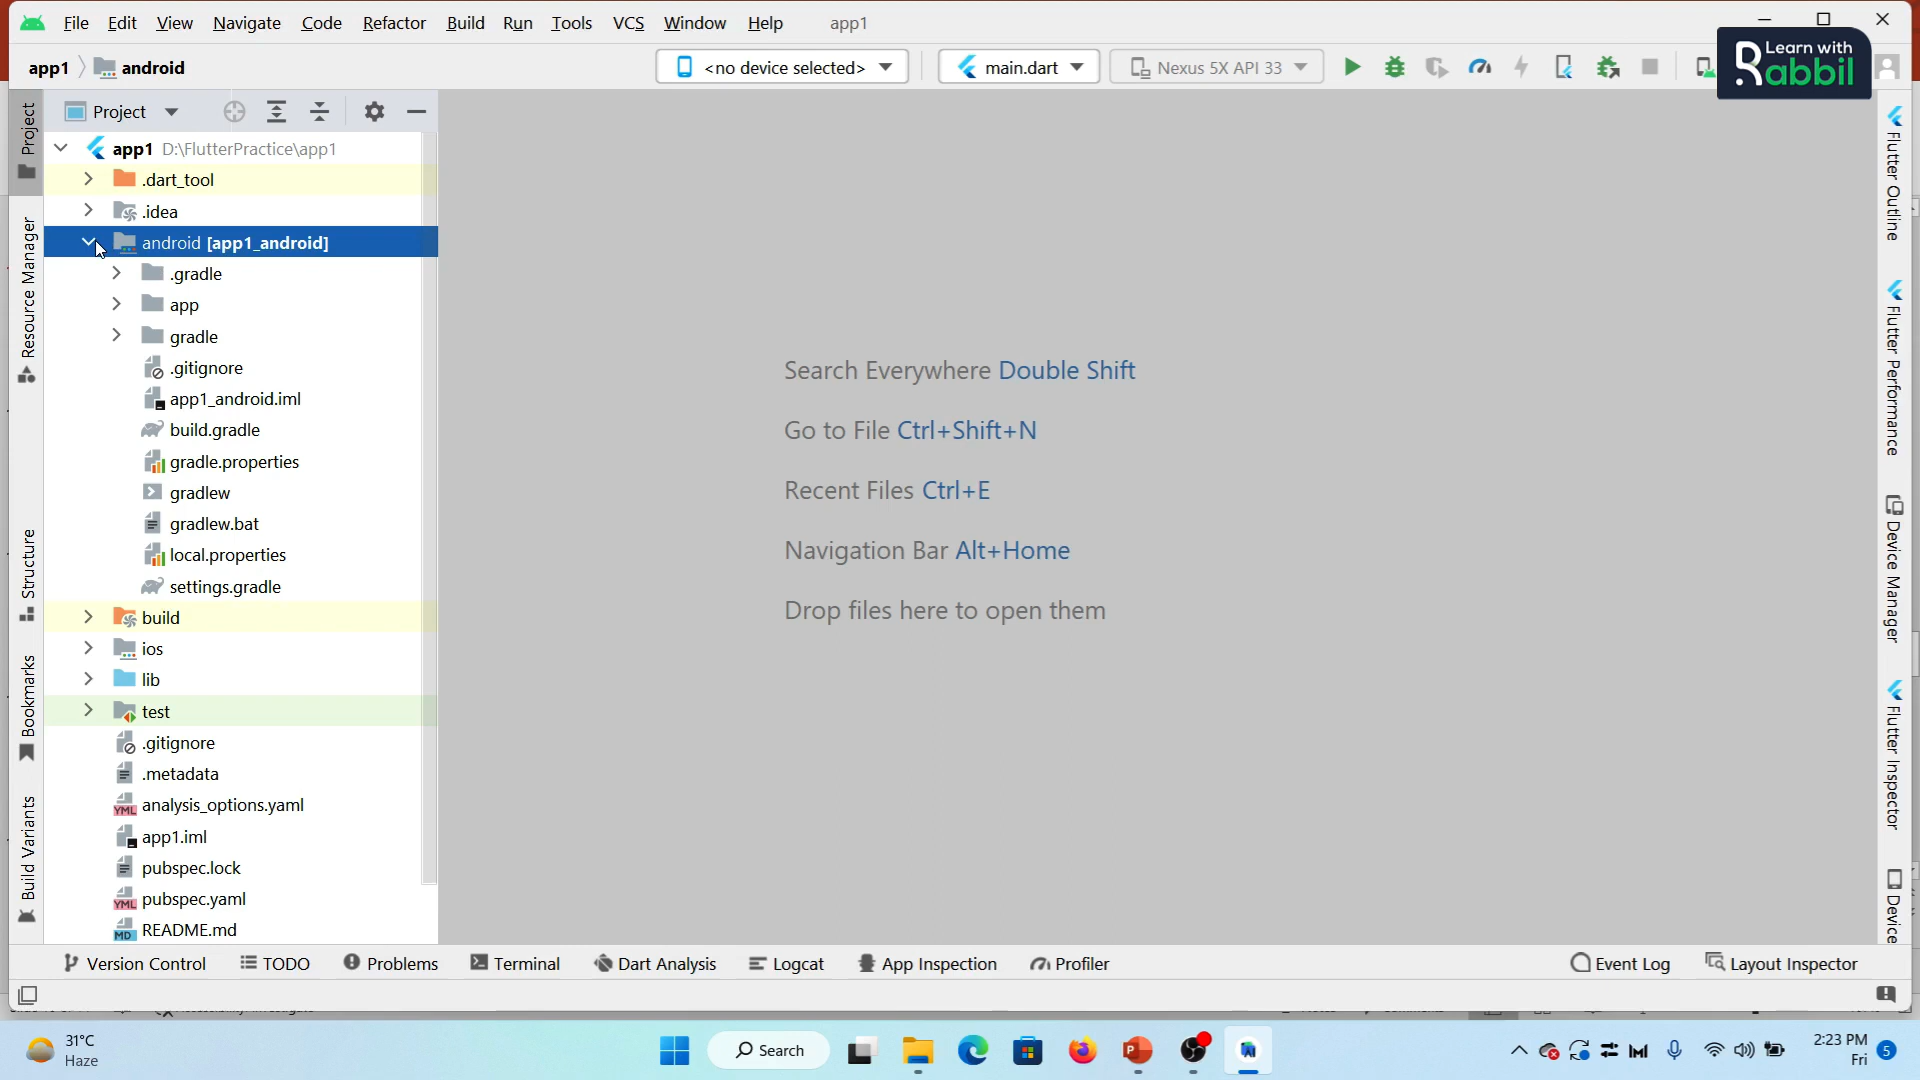 File Edit View Navigate Code Refactor Build Run Tools VCS Window Help app1
Learn with
Rabbil
app1 android <no device selected> main.dart Nexus 5X API 33
Project
app1 D:\FlutterPractice\app1
.dart_tool
.idea
android [app1_android]
.gradle
app
gradle
.gitignore
app1_android.iml
build.gradle
gradle.properties
gradlew
gradlew.bat
local.properties
settings.gradle
build
ios
lib
test
.gitignore
.metadata
analysis_options.yaml
app1.iml
pubspec.lock
pubspec.yaml
README.md
Project
Resource Manager
Structure
Bookmarks
Build Variants
Search Everywhere Double Shift
Go to File Ctrl+Shift+N
Recent Files Ctrl+E
Navigation Bar Alt+Home
Drop files here to open them
Flutter Outline
Flutter Performance
Device Manager
Flutter Inspector
Device
Version Control TODO Problems Terminal Dart Analysis Logcat App Inspection Profiler Event Log Layout Inspector
31°C
Haze
Search
2:23 PM
Fri
5